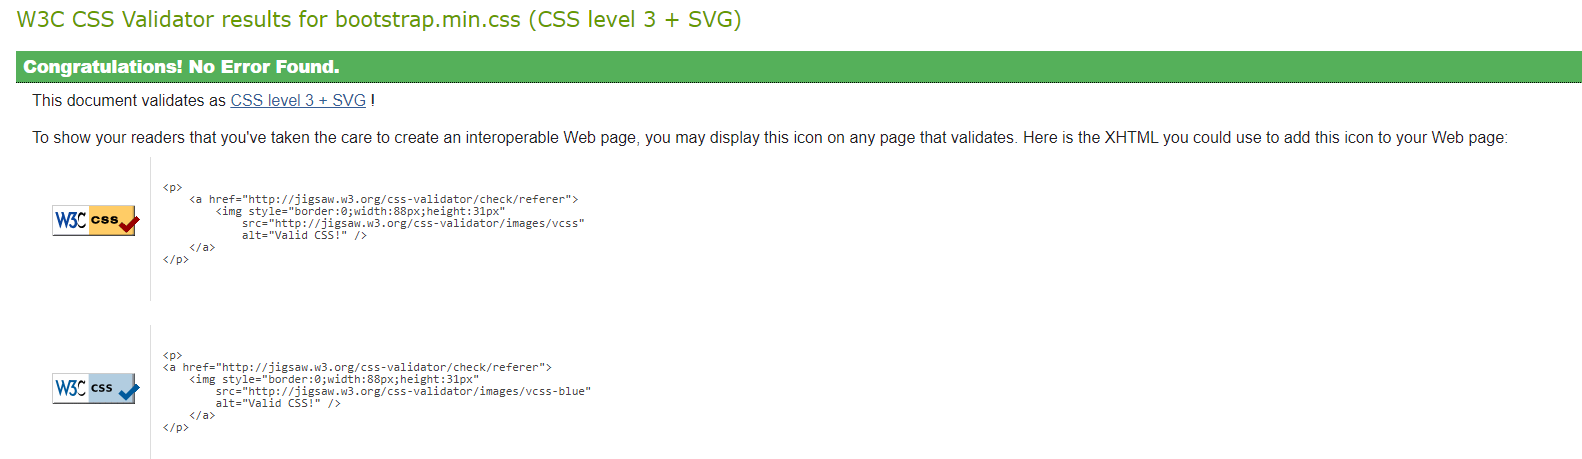 W3C CSS Validator results for bootstrap.min.css (CSS level 3 + SVG)
Congratulations! No Error Found.
This document validates as CSS level 3 + SVG !
To show your readers that you've taken the care to create an interoperable Web page, you may display this icon on any page that validates. Here is the XHTML you could use to add this icon to your Web page:
W3C css
<p>
    <a href="http://jigsaw.w3.org/css-validator/check/referer">
        <img style="border:0;width:88px;height:31px"
            src="http://jigsaw.w3.org/css-validator/images/vcss"
            alt="Valid CSS!" />
    </a>
</p>
W3C css
<p>
<a href="http://jigsaw.w3.org/css-validator/check/referer">
    <img style="border:0;width:88px;height:31px"
        src="http://jigsaw.w3.org/css-validator/images/vcss-blue"
        alt="Valid CSS!" />
    </a>
</p>